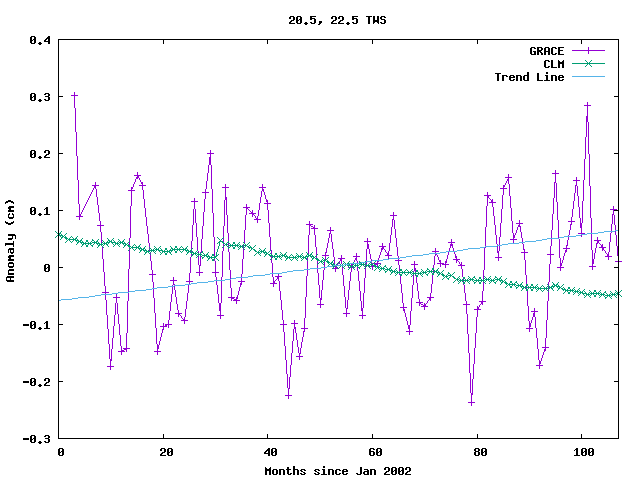 20.5, 22.5 TWS
GRACE
CLM
Trend Line
0.4
0.3
0.2
0.1
0
-0.1
-0.2
-0.3
Anomaly (cm)
0 20 40 60 80 100
Months since Jan 2002